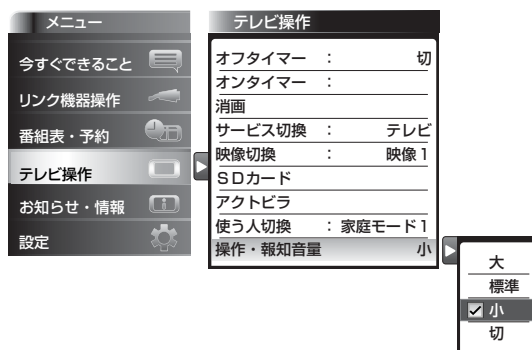 メニュー
今すぐできること
リンク機器操作
番組表・予約
テレビ操作
お知らせ・情報
設定
テレビ操作
オフタイマー : 切
オンタイマー :
消画
サービス切換 : テレビ
映像切換 : 映像1
SDカード
アクトビラ
使う人切換 : 家庭モード1
操作・報知音量 小
大
標準
小
切